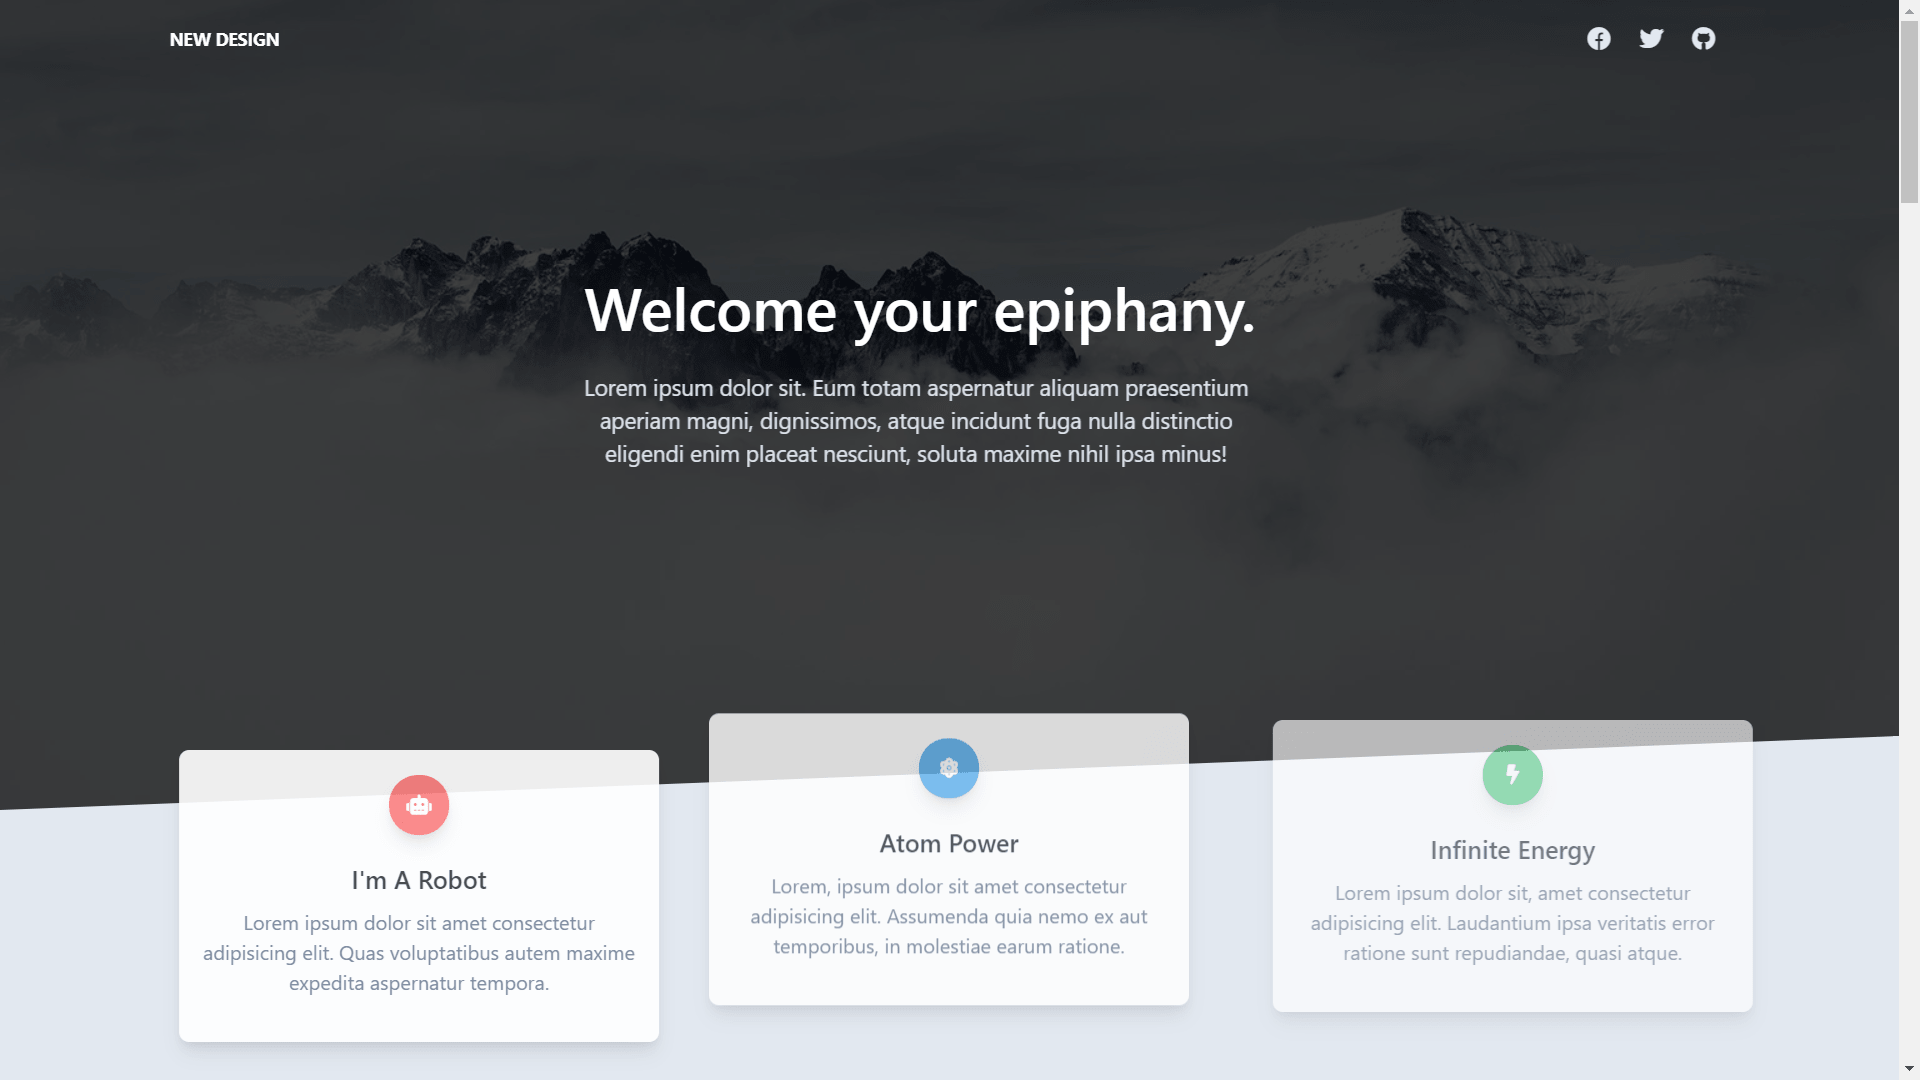 NEW DESIGN
Welcome your epiphany.
Lorem ipsum dolor sit. Eum totam aspernatur aliquam praesentium
aperiam magni, dignissimos, atque incidunt fuga nulla distinctio
eligendi enim placeat nesciunt, soluta maxime nihil ipsa minus!
I'm A Robot
Lorem ipsum dolor sit amet consectetur
adipisicing elit. Quas voluptatibus autem maxime
expedita aspernatur tempora.
Atom Power
Lorem, ipsum dolor sit amet consectetur
adipisicing elit. Assumenda quia nemo ex aut
temporibus, in molestiae earum ratione.
Infinite Energy
Lorem ipsum dolor sit, amet consectetur
adipisicing elit. Laudantium ipsa veritatis error
ratione sunt repudiandae, quasi atque.